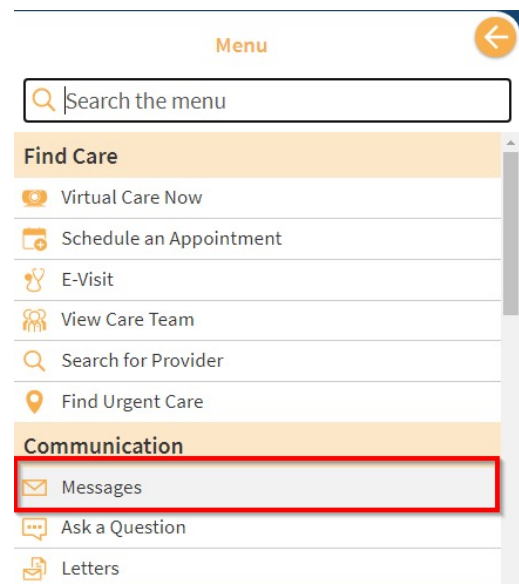 Menu
Search the menu
Find Care
Virtual Care Now
Schedule an Appointment
E-Visit
View Care Team
Search for Provider
Find Urgent Care
Communication
Messages
Ask a Question
Letters